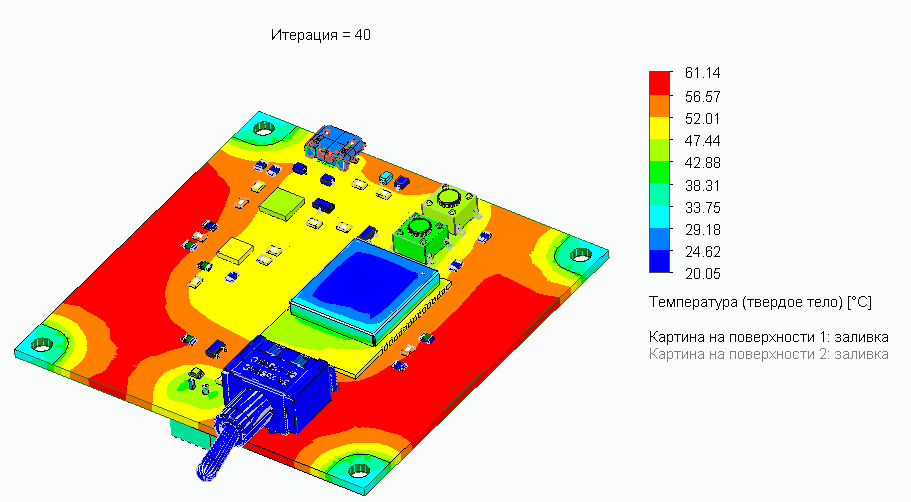 Итерация = 40
61.14
56.57
52.01
47.44
42.88
38.31
33.75
29.18
24.62
20.05
Температура (твердое тело) [°C]
Картина на поверхности 1: заливка
Картина на поверхности 2: заливка